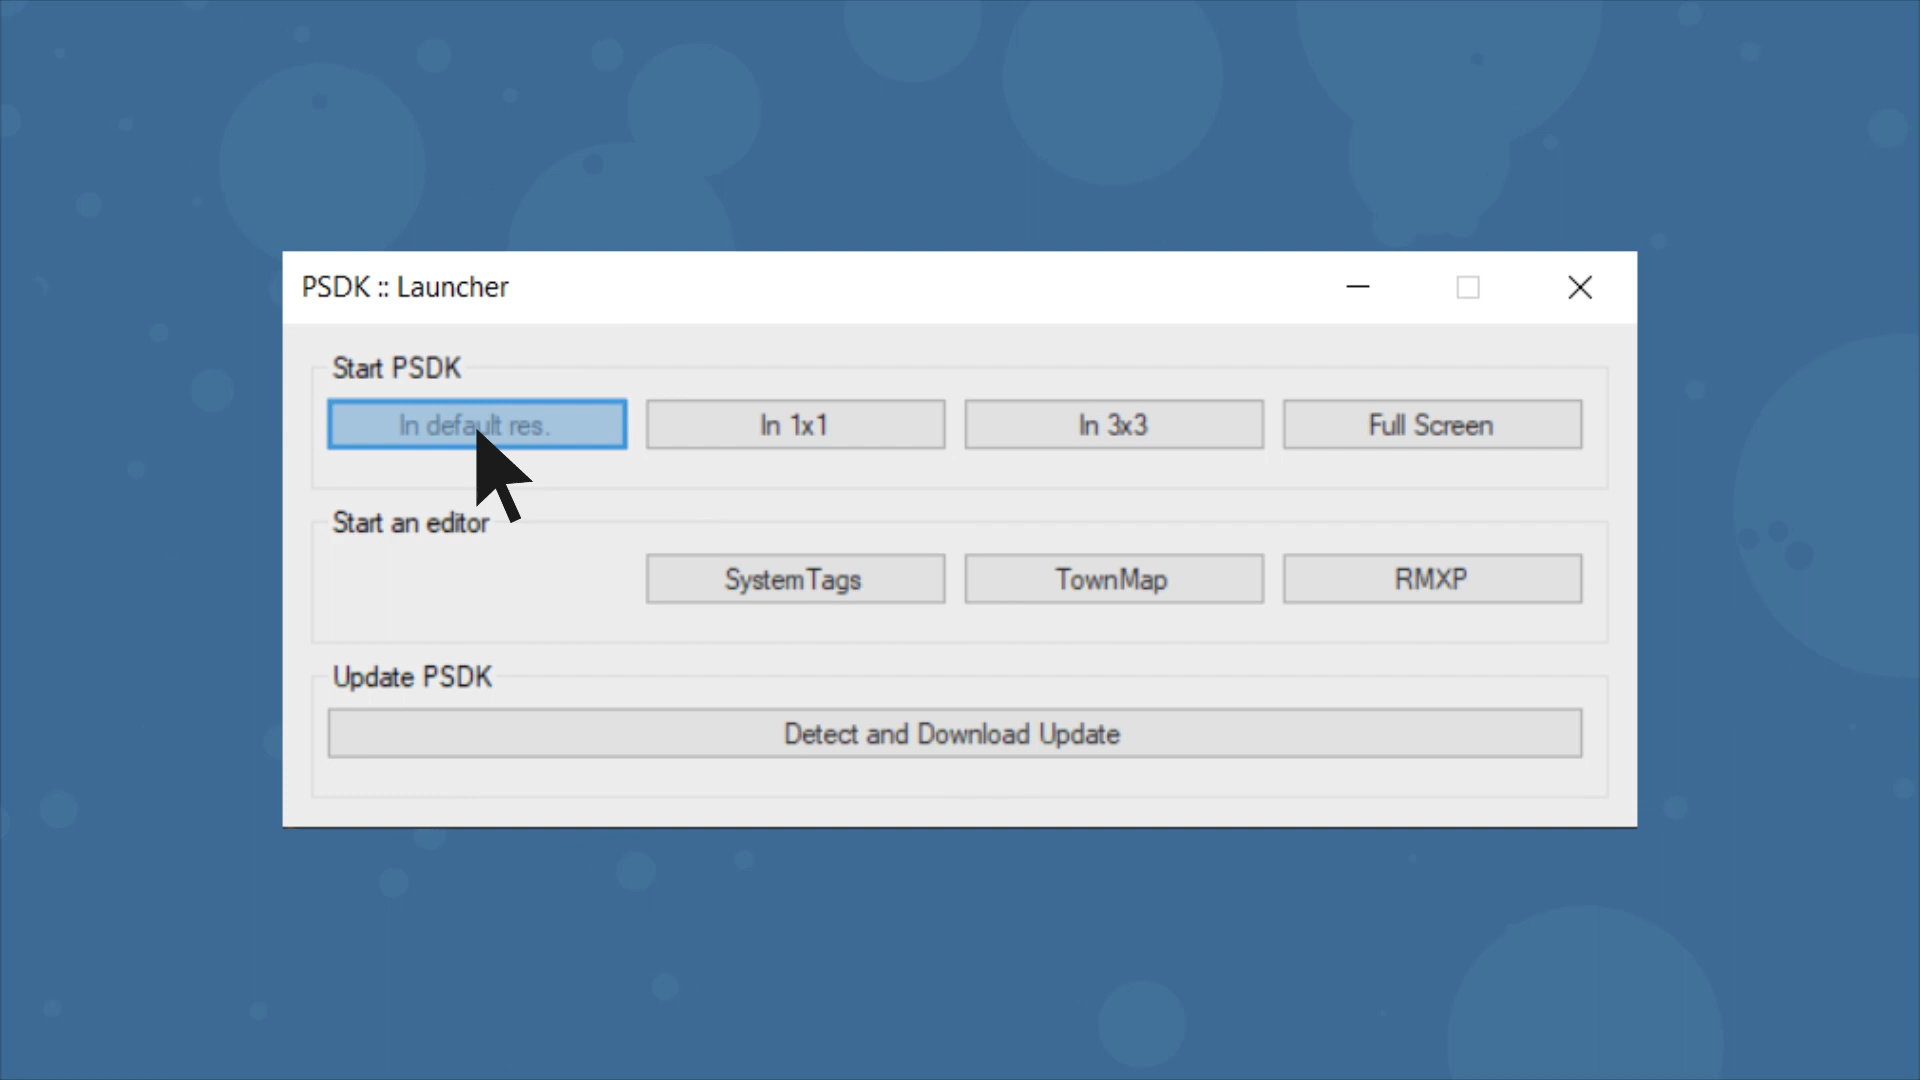 PSDK :: Launcher
Start PSDK
In default res.
In 1x1
In 3x3
Full Screen
Start an editor
SystemTags
TownMap
RMXP
Update PSDK
Detect and Download Update